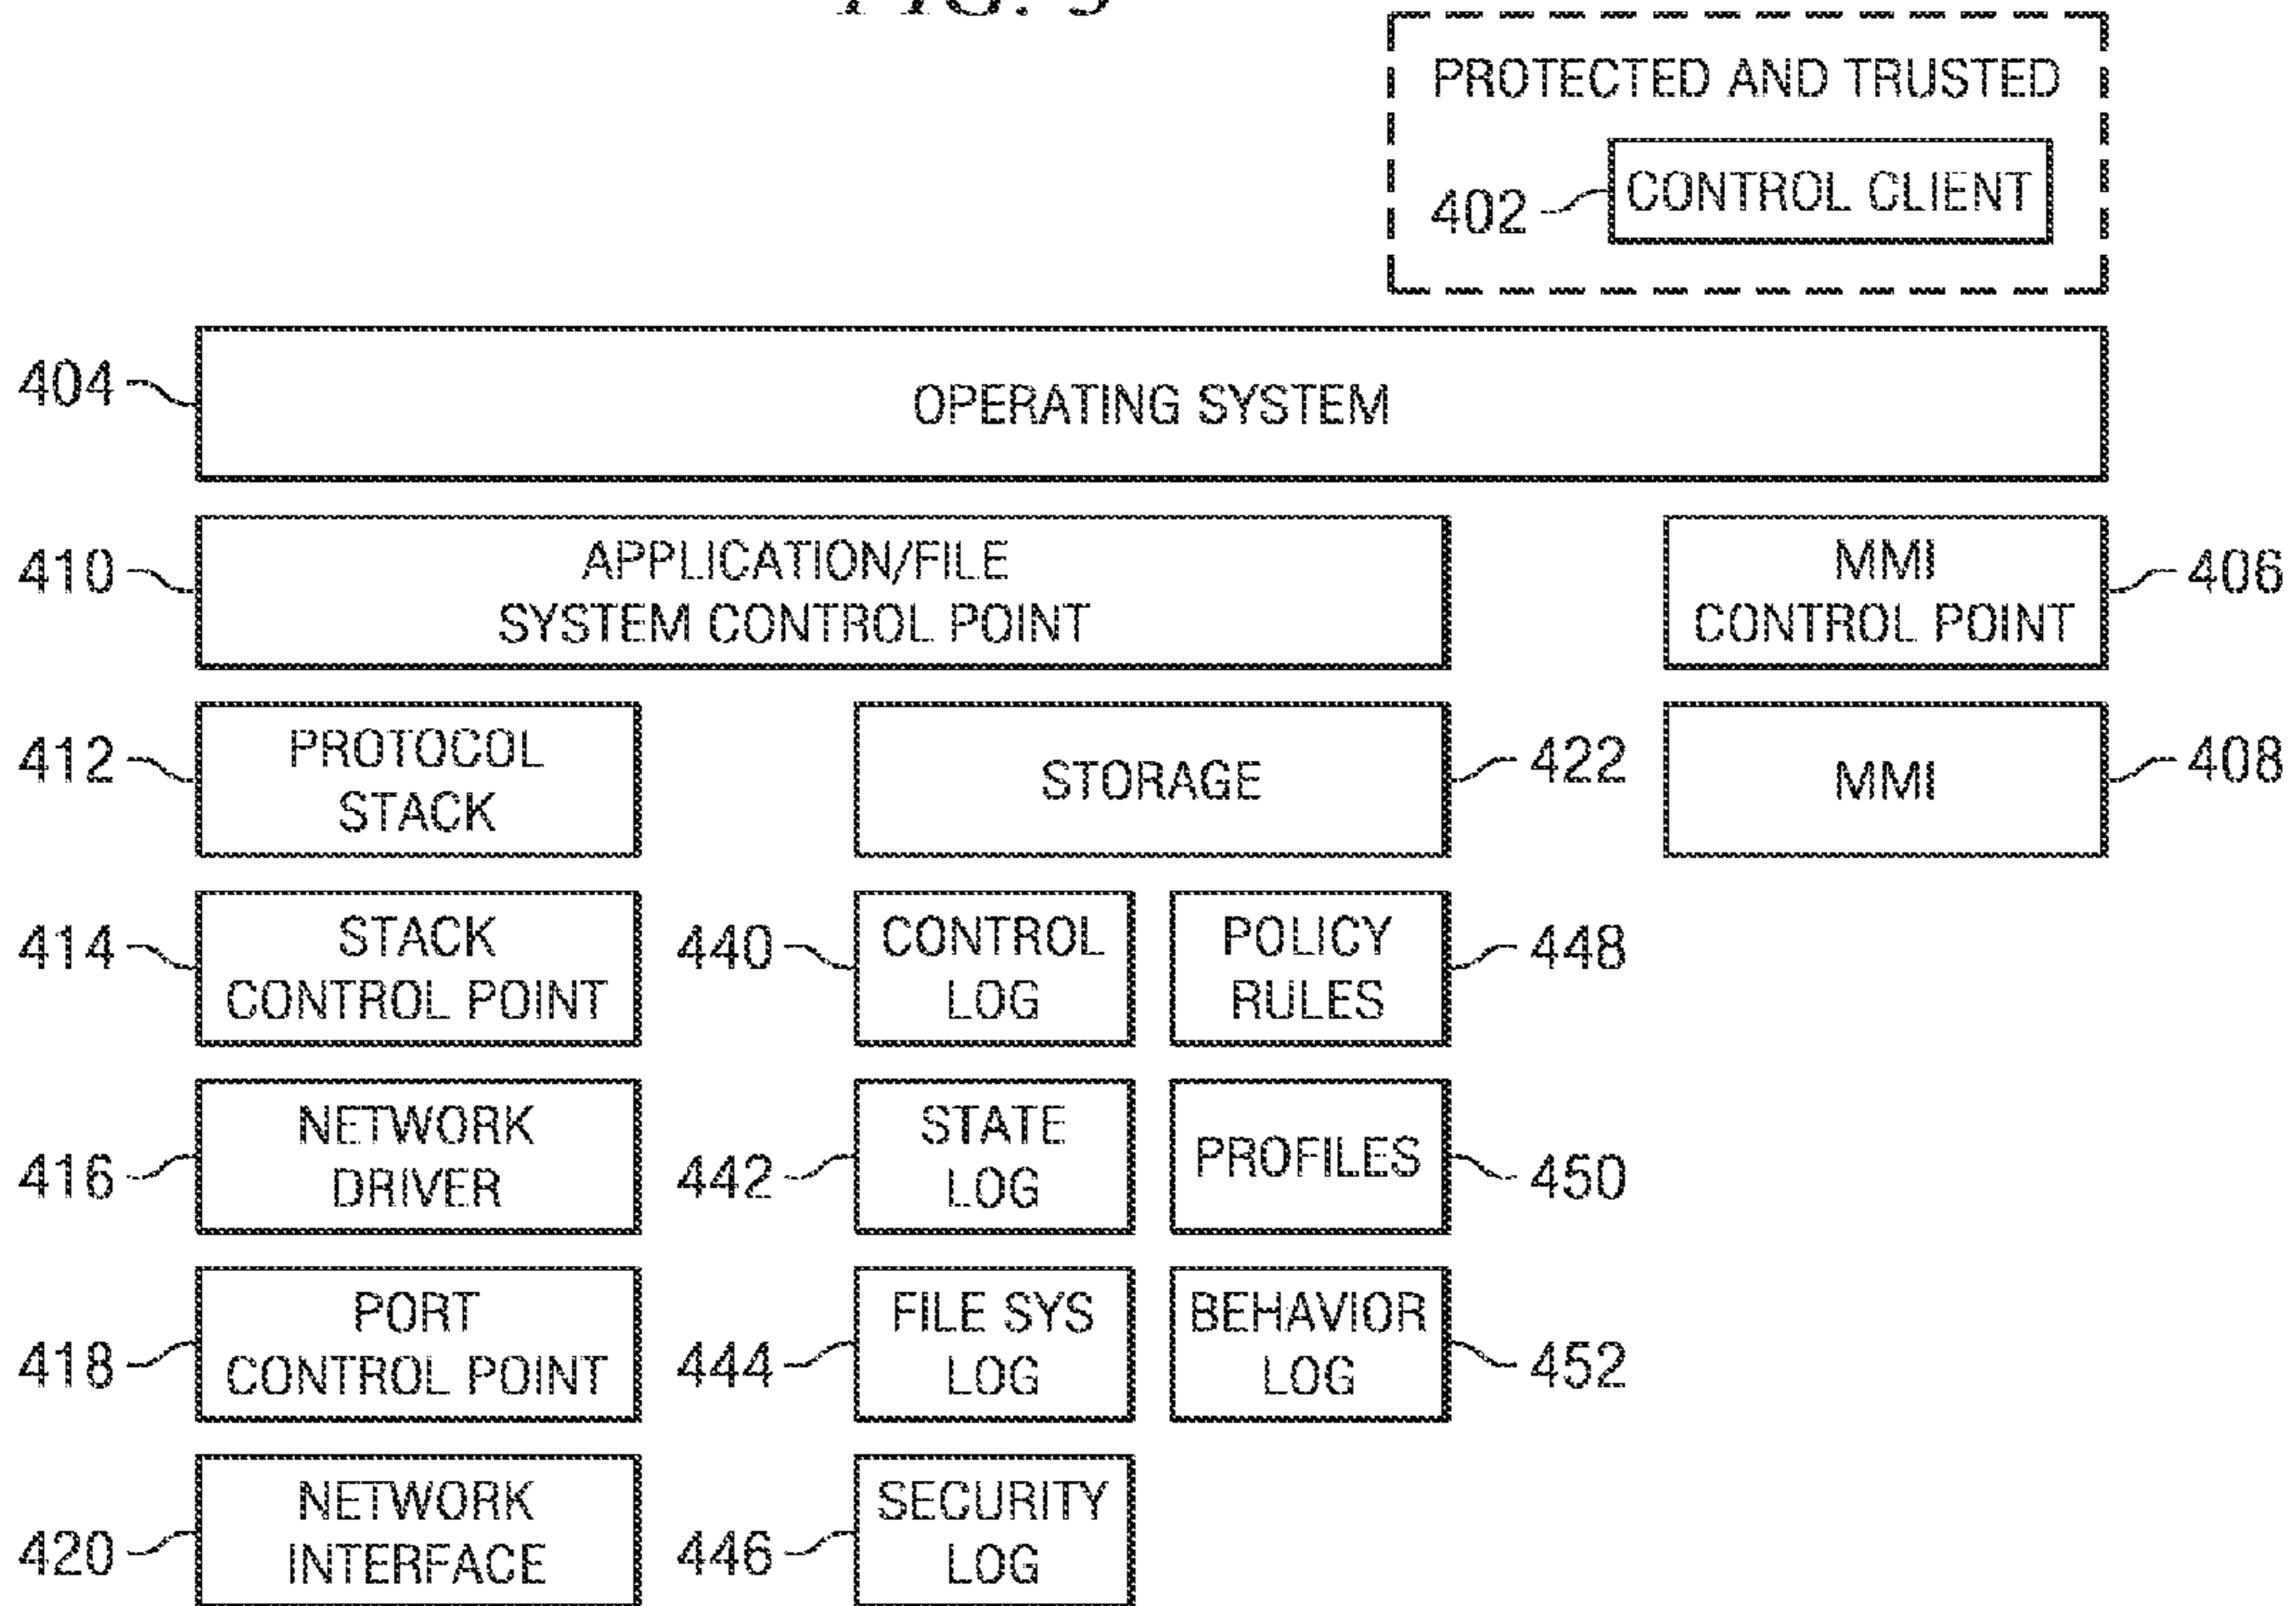 PROTECTED AND TRUSTED
402
CONTROL CLIENT
404
OPERATING SYSTEM
410
APPLICATION/FILE
SYSTEM CONTROL POINT
MMI
CONTROL POINT
406
412
PROTOCOL
STACK
STORAGE
422
MMI
408
414
STACK
CONTROL POINT
440
CONTROL
LOG
POLICY
RULES
448
416
NETWORK
DRIVER
442
STATE
LOG
PROFILES
450
418
PORT
CONTROL POINT
444
FILE SYS
LOG
BEHAVIOR
LOG
452
420
NETWORK
INTERFACE
446
SECURITY
LOG